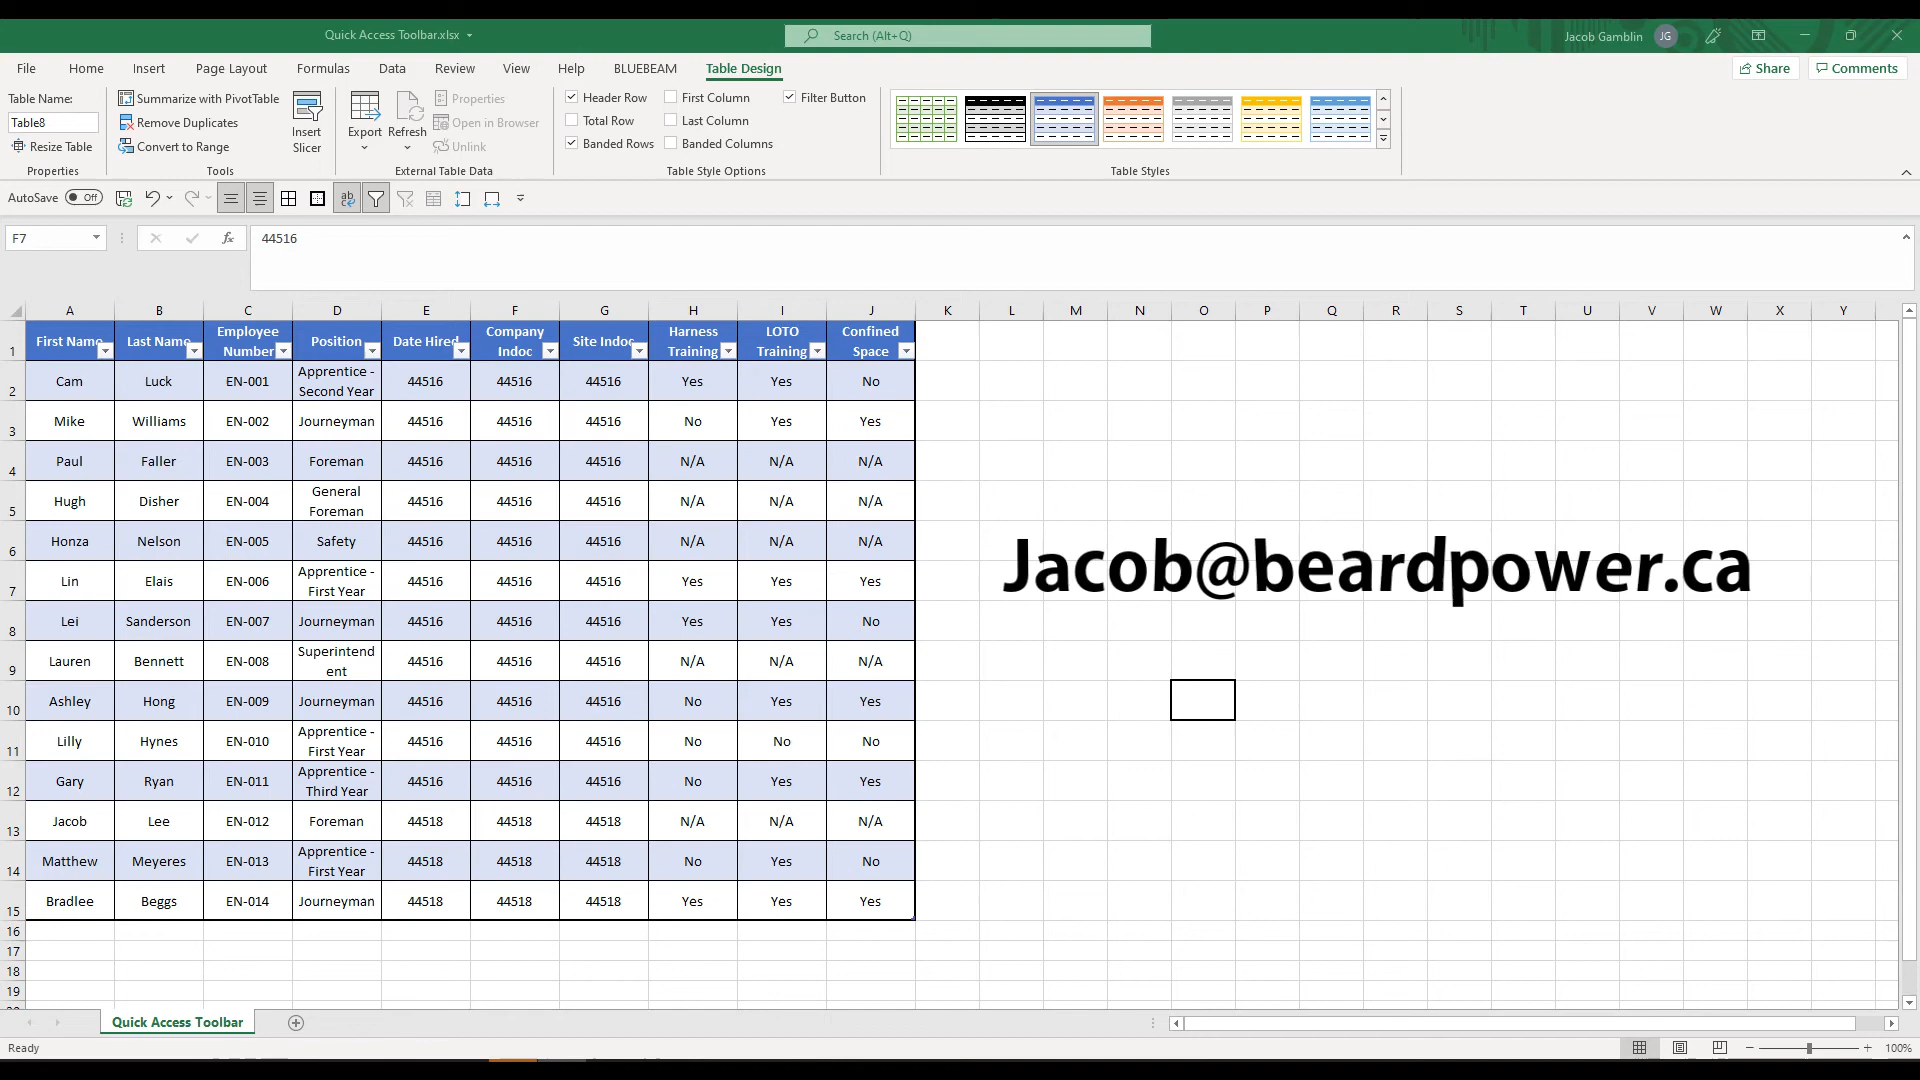 Quick Access Toolbar.xlsx
Search (Alt+Q)
Jacob Gamblin JG
File Home Insert Page Layout Formulas Data Review View Help BLUEBEAM Table Design Share Comments
Table Name:
Table8
Resize Table
Properties
Summarize with PivotTable
Remove Duplicates
Convert to Range
Tools
Insert
Slicer
Export
Refresh
Properties
Open in Browser
Unlink
External Table Data
Header Row First Column Filter Button
Total Row Last Column
Banded Rows Banded Columns
Table Style Options
Table Styles
AutoSave Off ab
F7 fx 44516
A B C D E F G H I J K L M N O P Q R S T U V W X Y
1 First Name Last Name Employee Number Position Date Hired Company Indoc Site Indoc Harness Training LOTO Training Confined Space
2 Cam Luck EN-001 Apprentice - Second Year 44516 44516 44516 Yes Yes No
3 Mike Williams EN-002 Journeyman 44516 44516 44516 No Yes Yes
4 Paul Faller EN-003 Foreman 44516 44516 44516 N/A N/A N/A
5 Hugh Disher EN-004 General Foreman 44516 44516 44516 N/A N/A N/A
6 Honza Nelson EN-005 Safety 44516 44516 44516 N/A N/A N/A
7 Lin Elais EN-006 Apprentice - First Year 44516 44516 44516 Yes Yes Yes
8 Lei Sanderson EN-007 Journeyman 44516 44516 44516 Yes Yes No
9 Lauren Bennett EN-008 Superintendent 44516 44516 44516 N/A N/A N/A
10 Ashley Hong EN-009 Journeyman 44516 44516 44516 No Yes Yes
11 Lilly Hynes EN-010 Apprentice - First Year 44516 44516 44516 No No No
12 Gary Ryan EN-011 Apprentice - Third Year 44516 44516 44516 No Yes Yes
13 Jacob Lee EN-012 Foreman 44518 44518 44518 N/A N/A N/A
14 Matthew Meyeres EN-013 Apprentice - First Year 44518 44518 44518 No Yes No
15 Bradlee Beggs EN-014 Journeyman 44518 44518 44518 Yes Yes Yes
16
17
18
19
Jacob@beardpower.ca
Quick Access Toolbar
Ready
100%